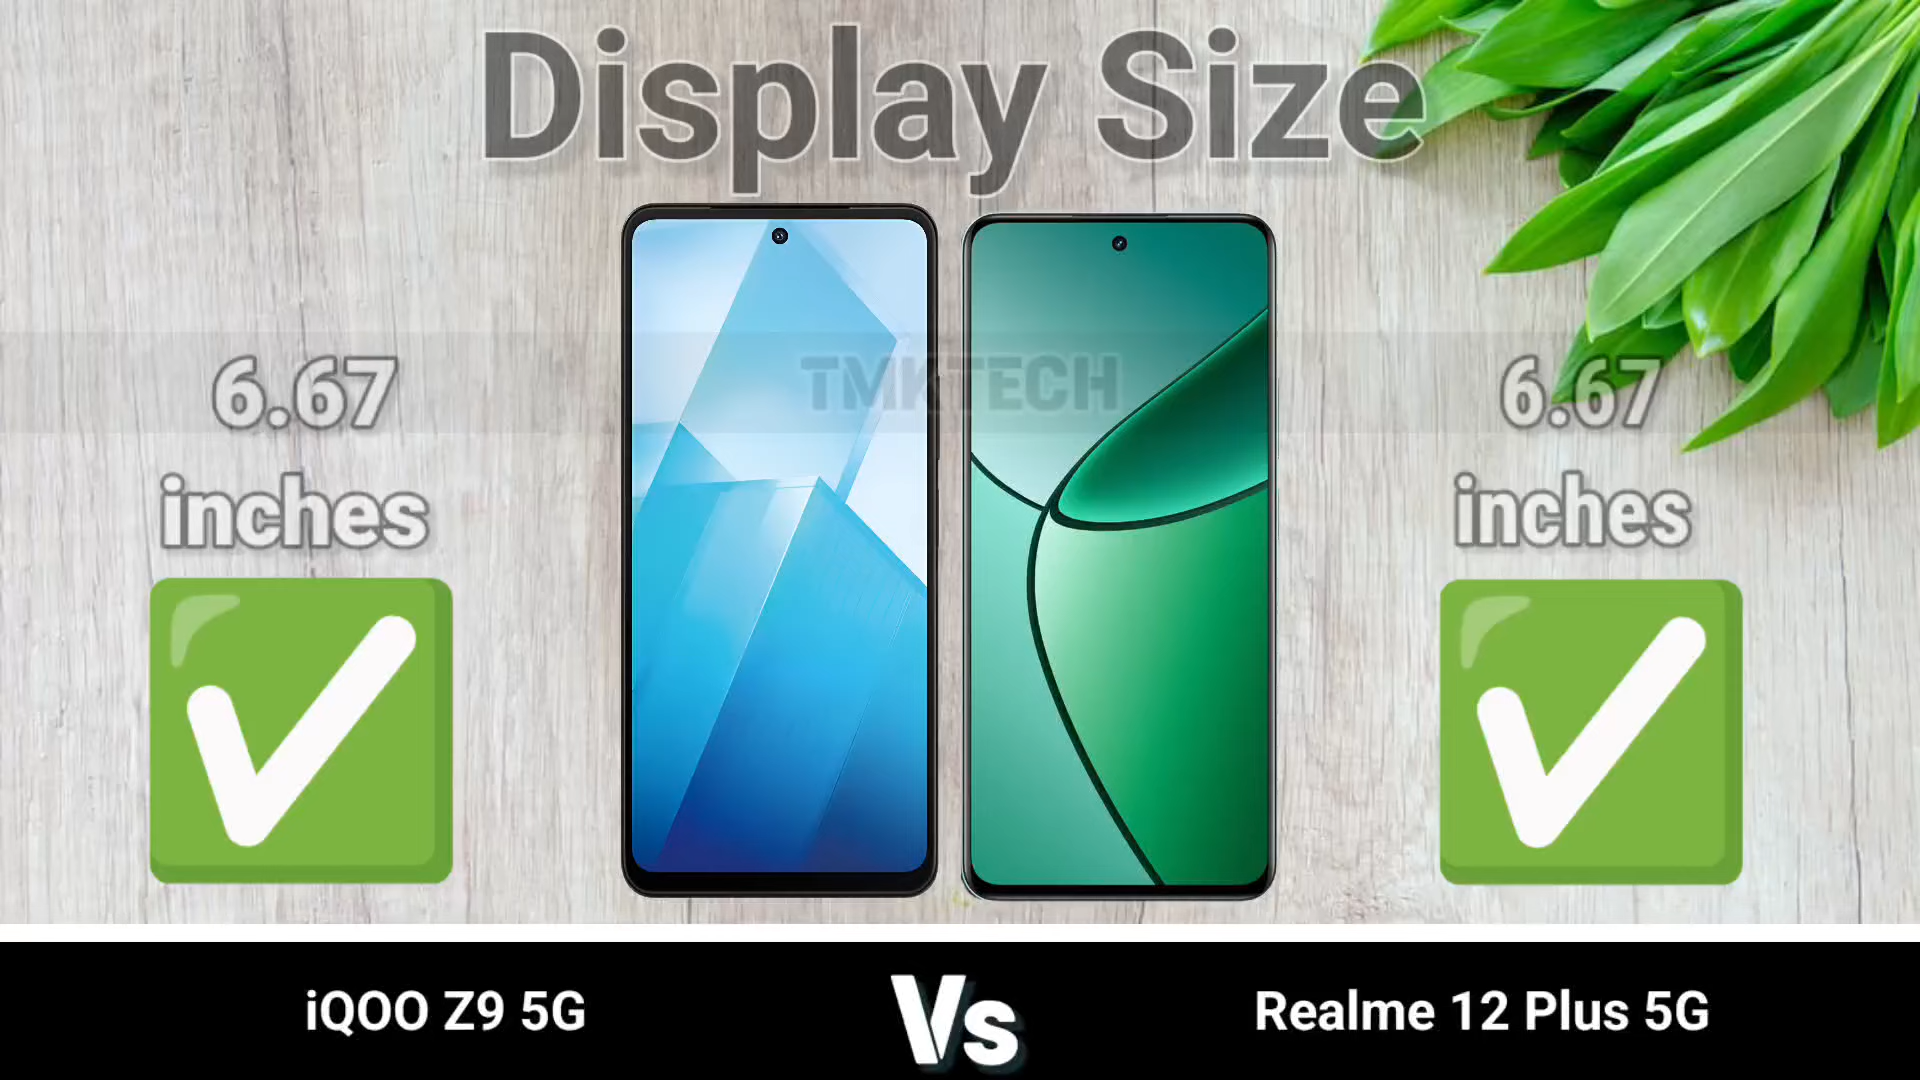 Display Size
6.67
inches
TMKTECH
6.67
inches
iQOO Z9 5G
Vs
Realme 12 Plus 5G